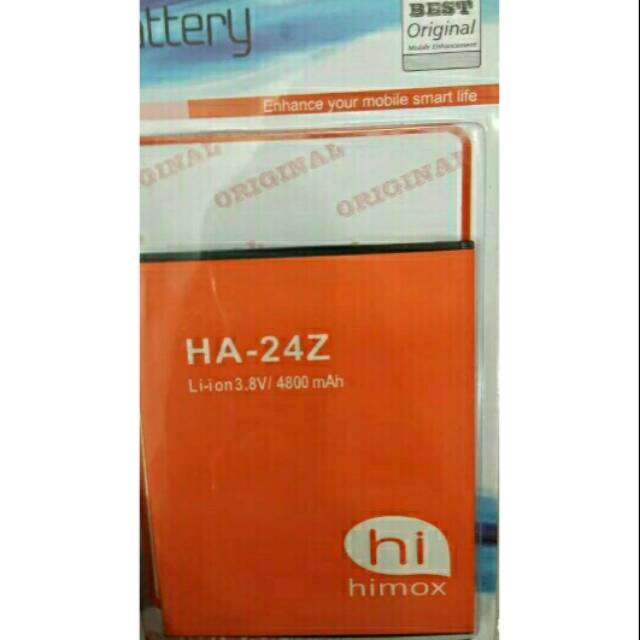 attery
BEST
Original
Mobile Enhancement
Enhance your mobile smart life
ORIGINAL
ORIGINAL
ORIGINAL
HA-24Z
Li-ion 3.8V/ 4800 mAh
hi
himox